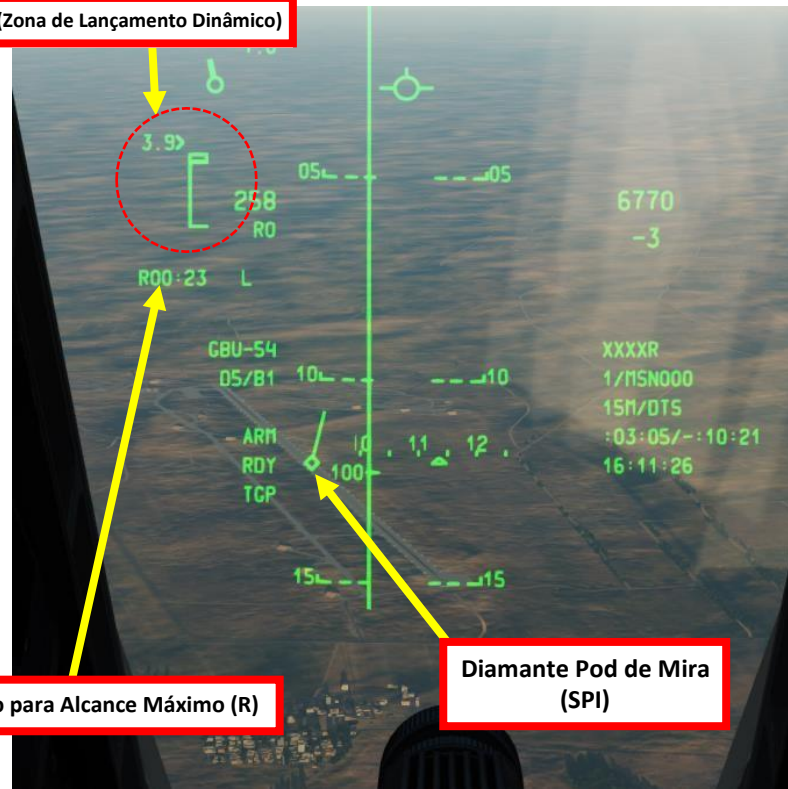 (Zona de Lançamento Dinâmico)
3.9>
05 05
258
RO
6770
-3
R00:23 L
GBU-54
D5/B1
10 10
XXXXR
1/MSN000
15M/DTS
:03:05/-:10:21
16:11:26
ARM
RDY
TGP
10 11 12
100
15 15
para Alcance Máximo (R)
Diamante Pod de Mira
(SPI)